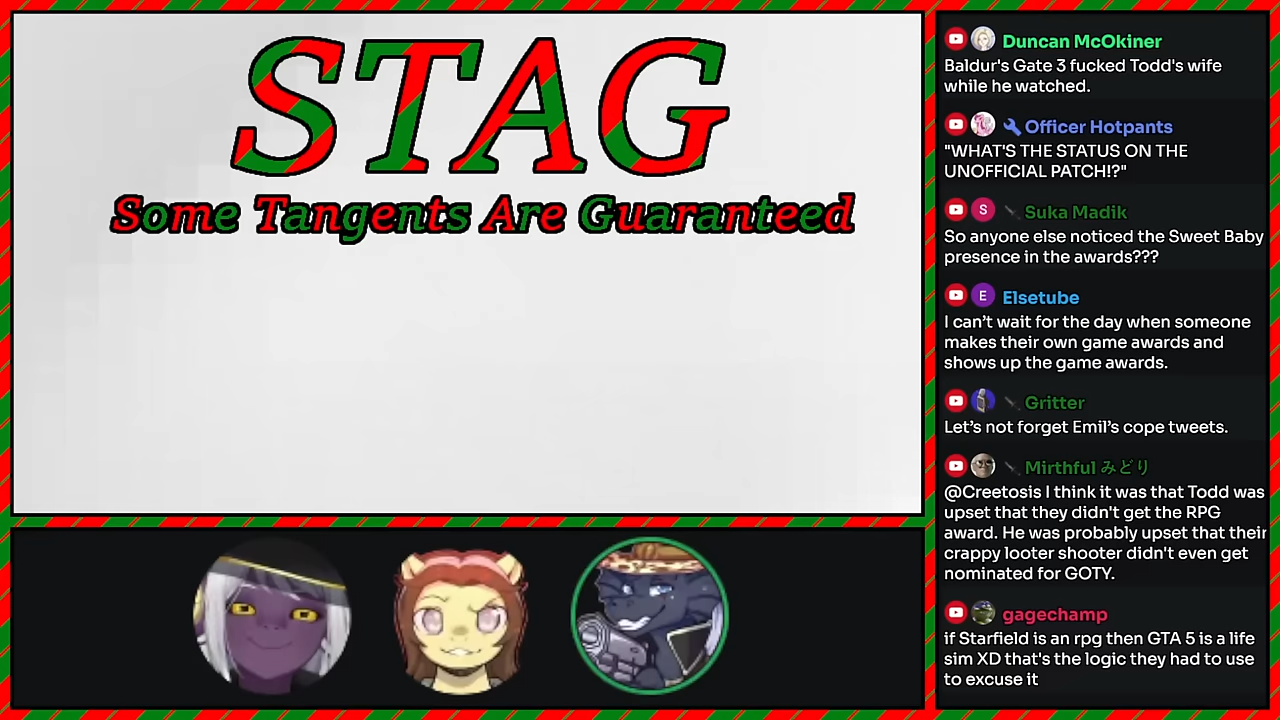 STAG
Some Tangents Are Guaranteed
Duncan McOkiner
Baldur's Gate 3 fucked Todd's wife
while he watched.
Officer Hotpants
"WHAT'S THE STATUS ON THE
UNOFFICIAL PATCH!?"
S
Suka Madik
So anyone else noticed the Sweet Baby
presence in the awards???
E
Elsetube
I can’t wait for the day when someone
makes their own game awards and
shows up the game awards.
Gritter
Let’s not forget Emil’s cope tweets.
Mirthful みどり
@Creetosis I think it was that Todd was
upset that they didn't get the RPG
award. He was probably upset that their
crappy looter shooter didn't even get
nominated for GOTY.
gagechamp
if Starfield is an rpg then GTA 5 is a life
sim XD that's the logic they had to use
to excuse it